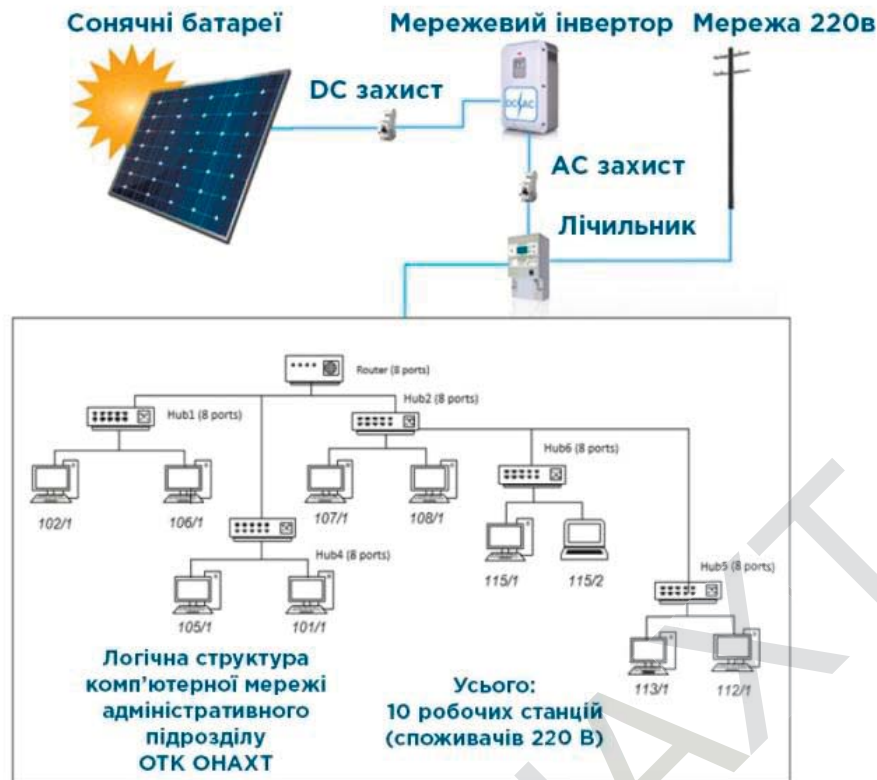 Сонячні батареї
Мережевий інвертор
Мережа 220в
DC захист
DC AC
AC захист
Лічильник
Router (8 ports)
Hub1 (8 ports)
Hub2 (8 ports)
Hub6 (8 ports)
102/1
106/1
107/1
108/1
Hub4 (8 ports)
115/1
115/2
Hub5 (8 ports)
105/1
101/1
113/1
112/1
Логічна структура
комп'ютерної мережі
адміністративного
підрозділу
ОТК ОНАХТ
Усього:
10 робочих станцій
(споживачів 220 В)
НАХТ